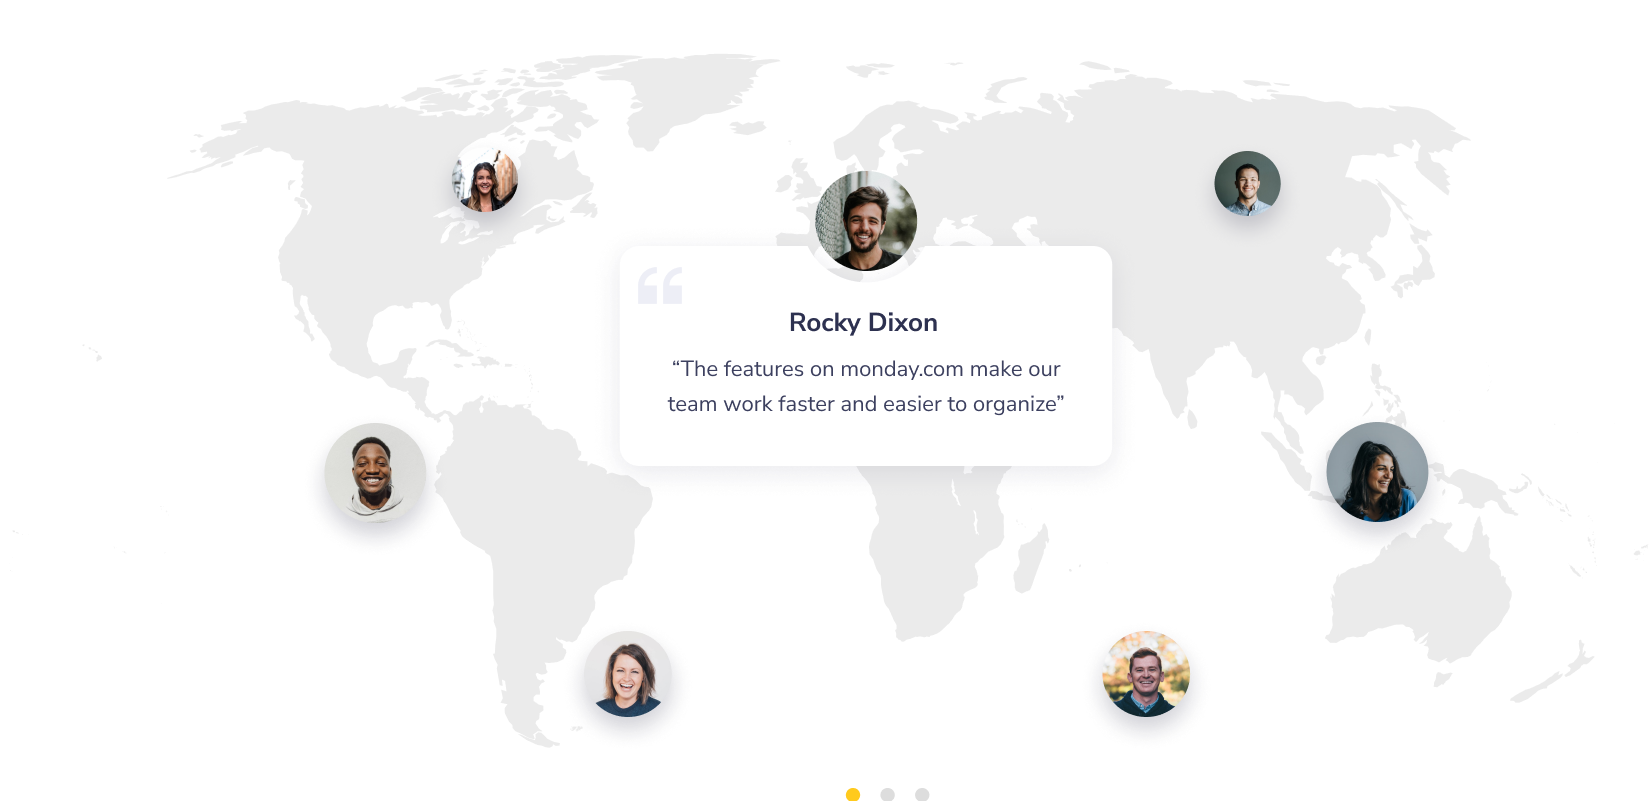 Rocky Dixon
“The features on monday.com make our
team work faster and easier to organize”